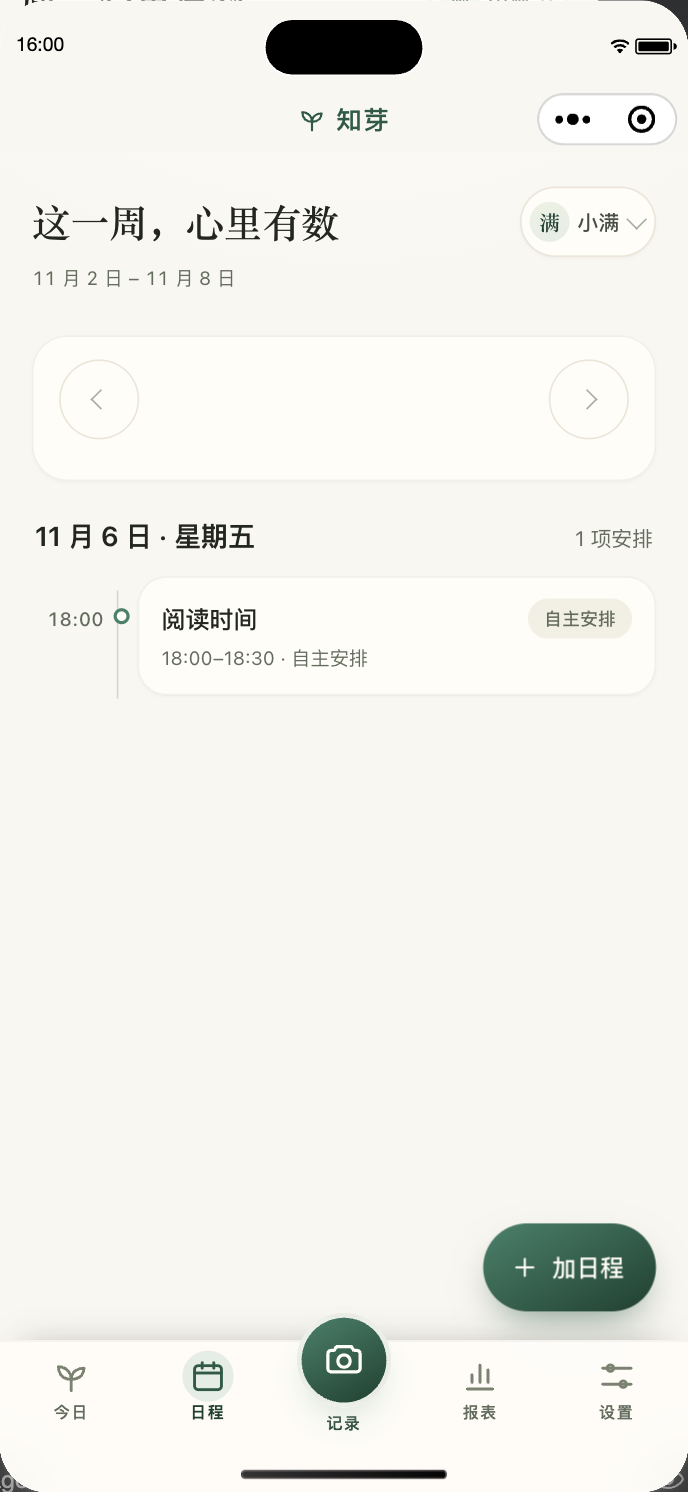 16:00
知芽
这一周，心里有数
满 小满
11 月 2 日 – 11 月 8 日
11 月 6 日 · 星期五
1 项安排
18:00
阅读时间
自主安排
18:00–18:30 · 自主安排
+ 加日程
今日
日程
记录
报表
设置